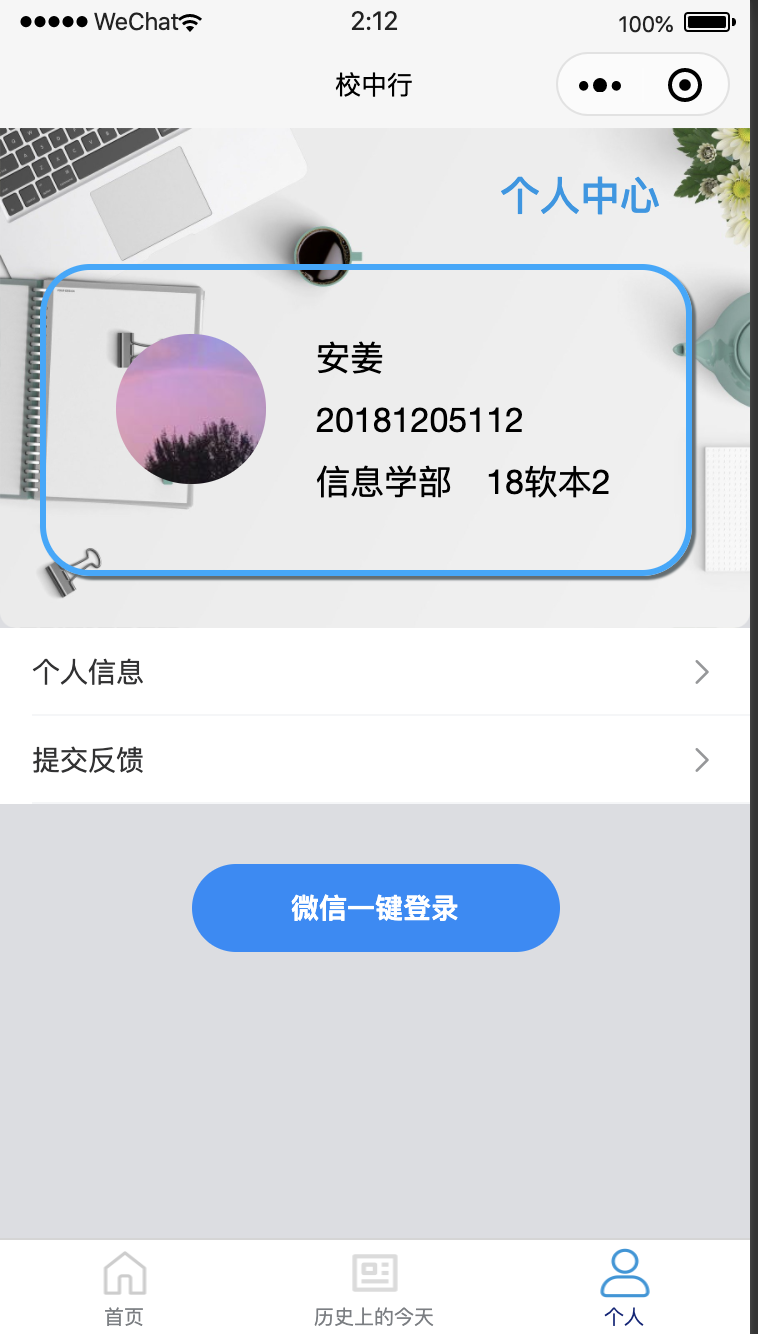 WeChat 2:12 100%
校中行
个人中心
安姜
20181205112
信息学部 18软本2
个人信息
提交反馈
微信一键登录
首页 历史上的今天 个人